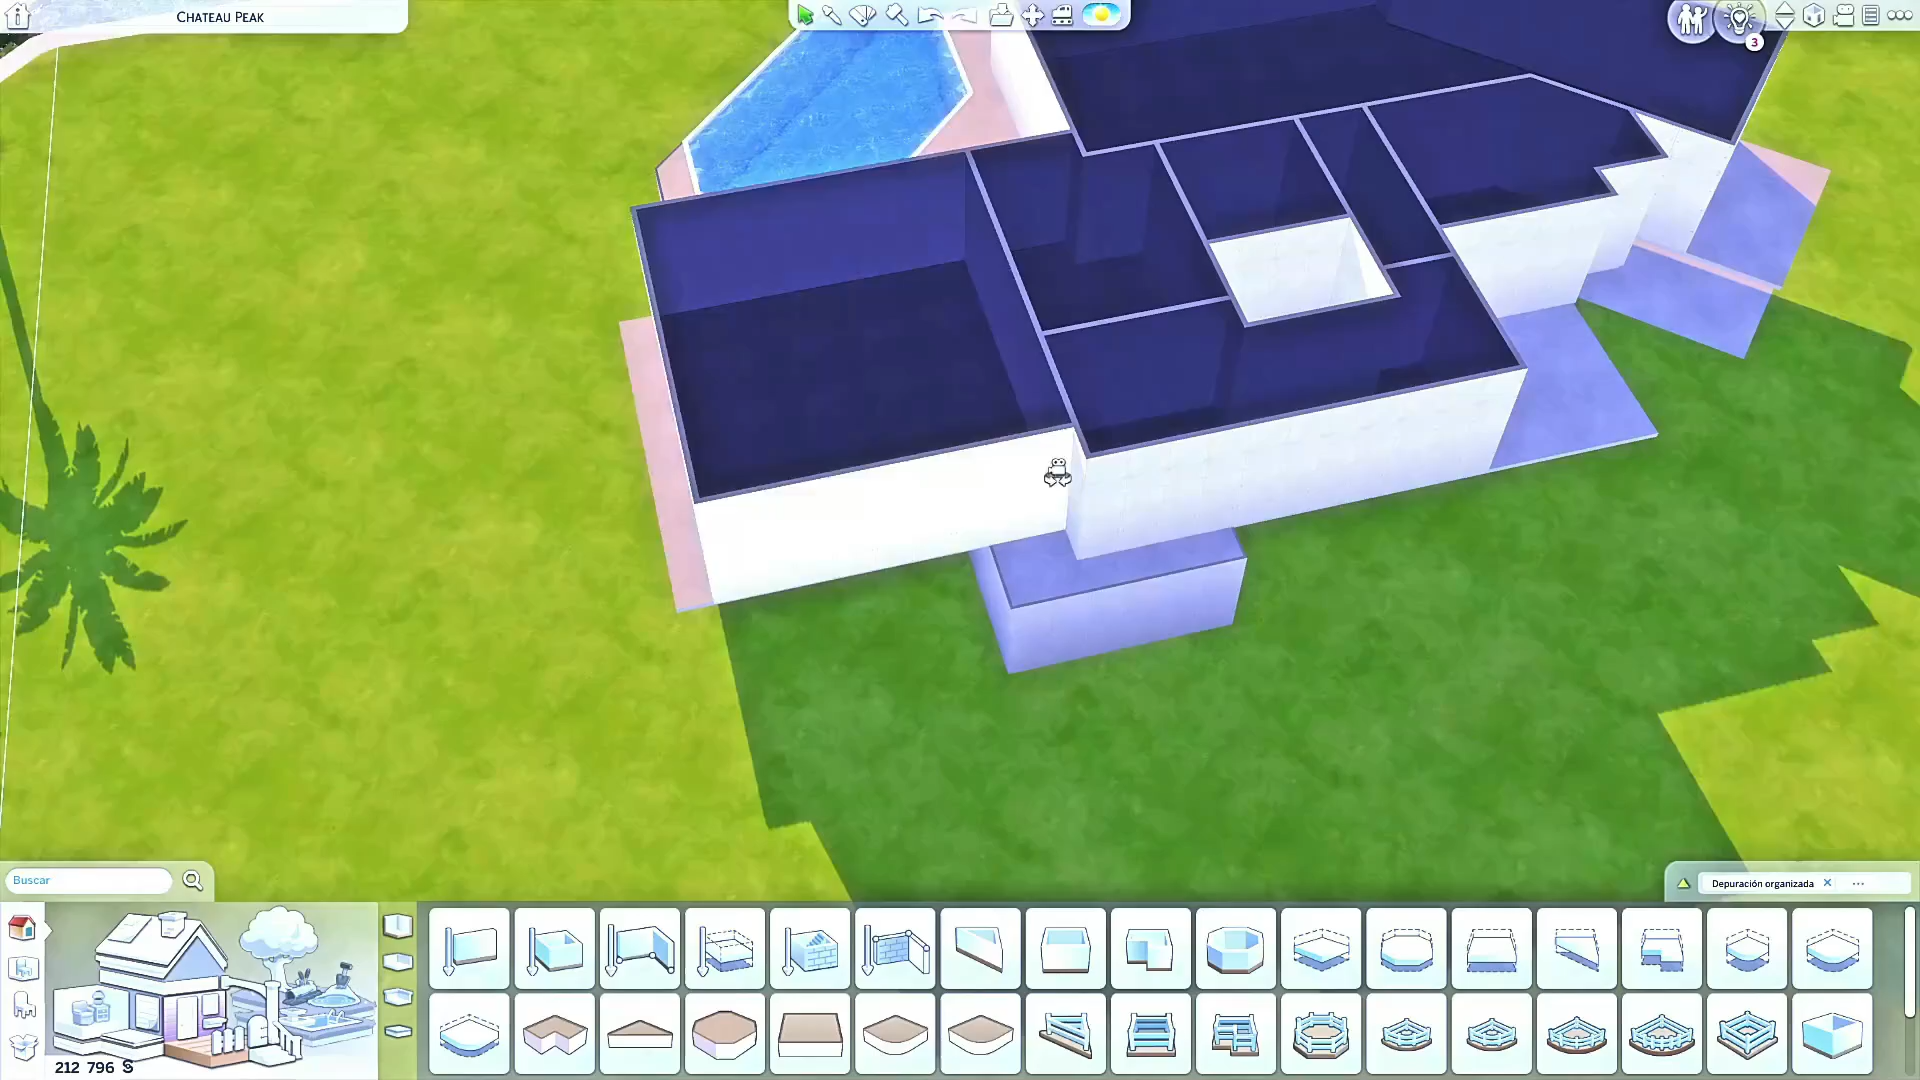 CHATEAU PEAK
3
Buscar
Depuración organizada
212 796 §